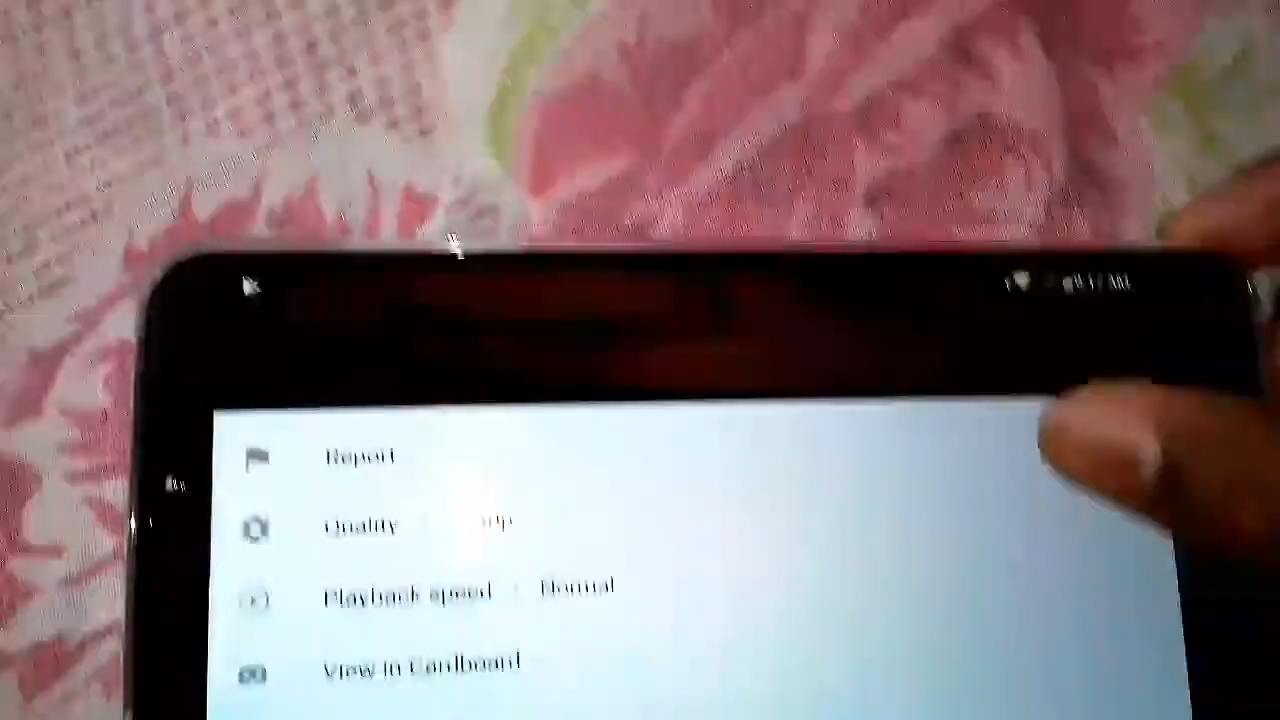 Report
Quality ·
Playback speed · Normal
View in Cardboard